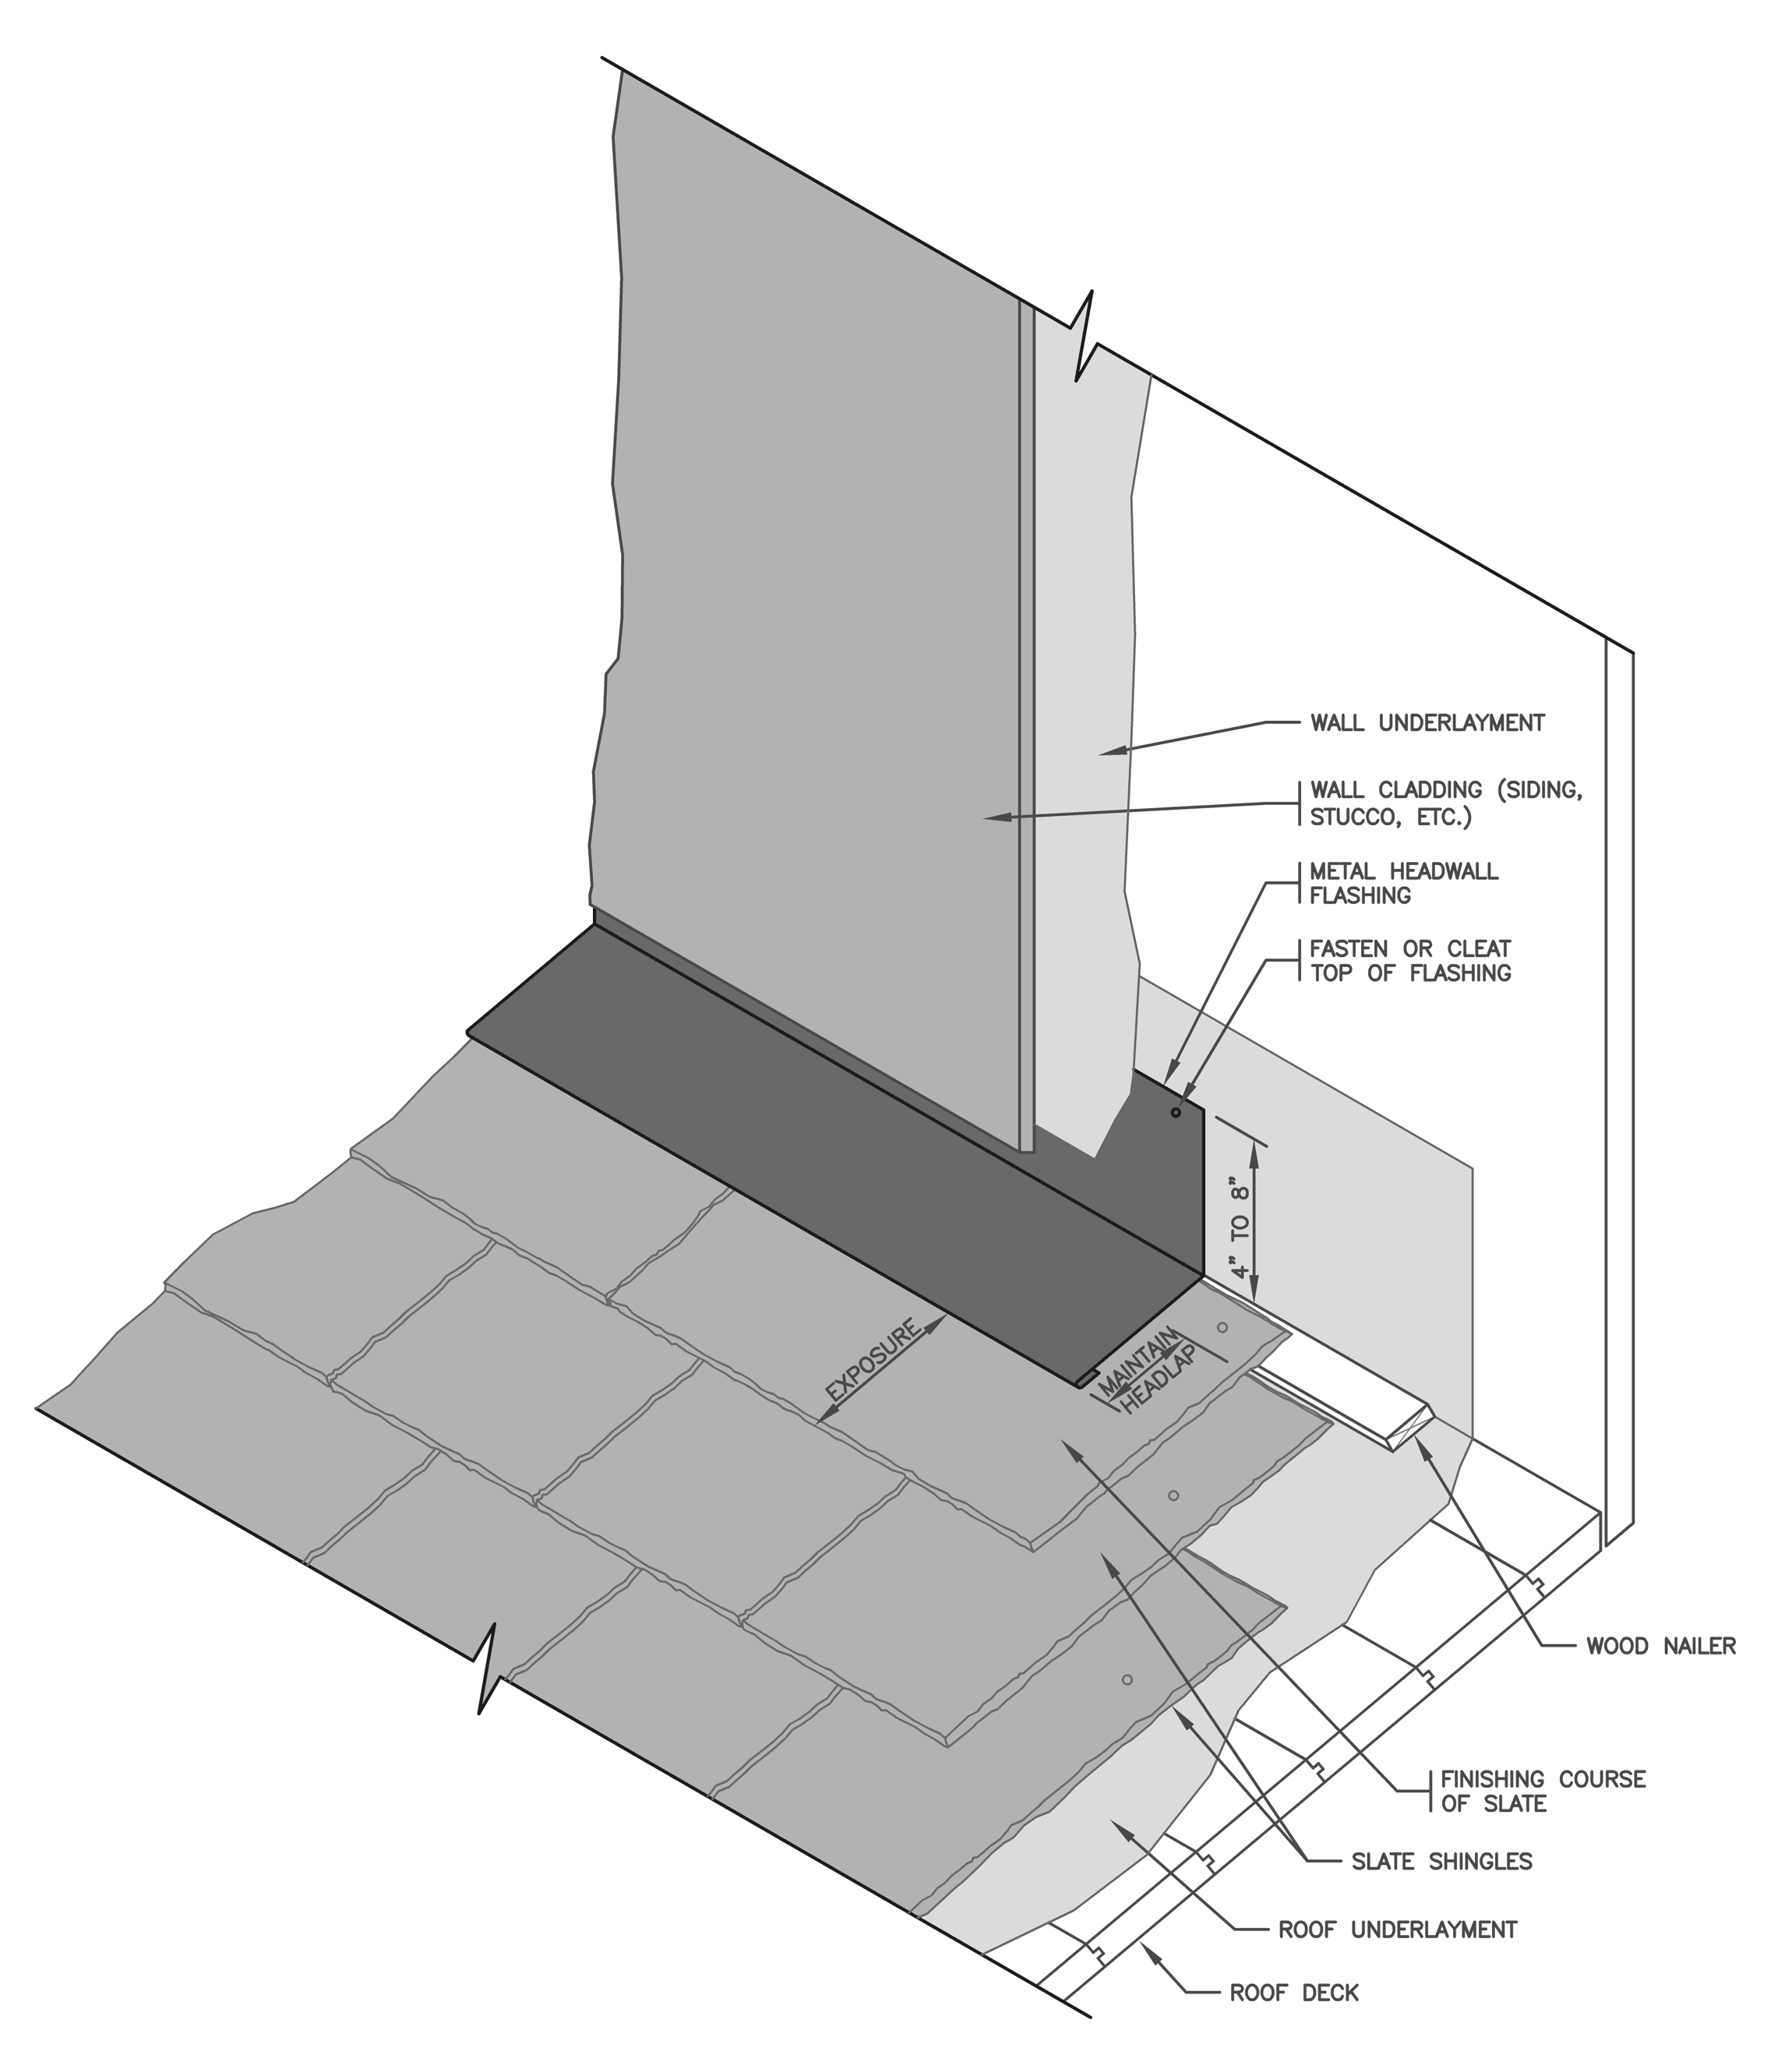 WALL UNDERLAYMENT
WALL CLADDING (SIDING,
STUCCO, ETC.)
METAL HEADWALL
FLASHING
FASTEN OR CLEAT
TOP OF FLASHING
4” TO 8”
EXPOSURE
MAINTAIN
HEADLAP
WOOD NAILER
FINISHING COURSE
OF SLATE
SLATE SHINGLES
ROOF UNDERLAYMENT
ROOF DECK